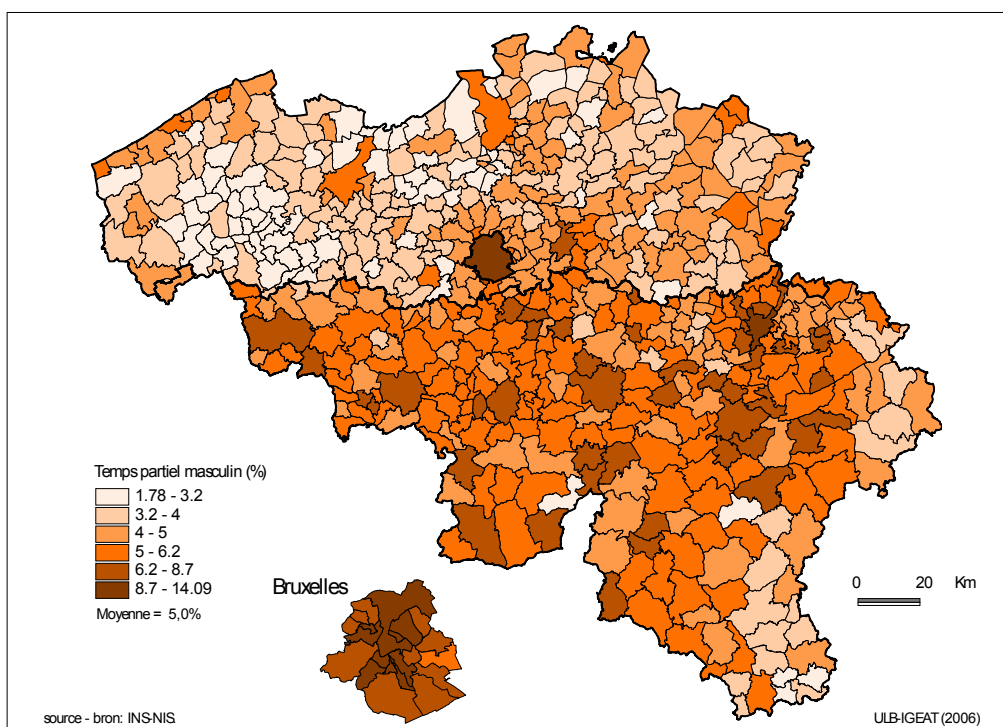 Temps partiel masculin (%)
1.78 - 3.2
3.2 - 4
4 - 5
5 - 6.2
6.2 - 8.7
8.7 - 14.09
Moyenne = 5,0%
Bruxelles
0 20 Km
source - bron: INS-NIS.
ULB-IGEAT (2006)